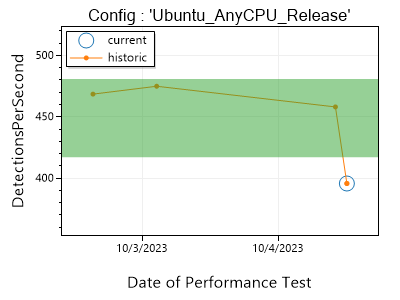 Config : 'Ubuntu_AnyCPU_Release'
current
historic
DetectionsPerSecond
500
450
400
10/3/2023
10/4/2023
Date of Performance Test